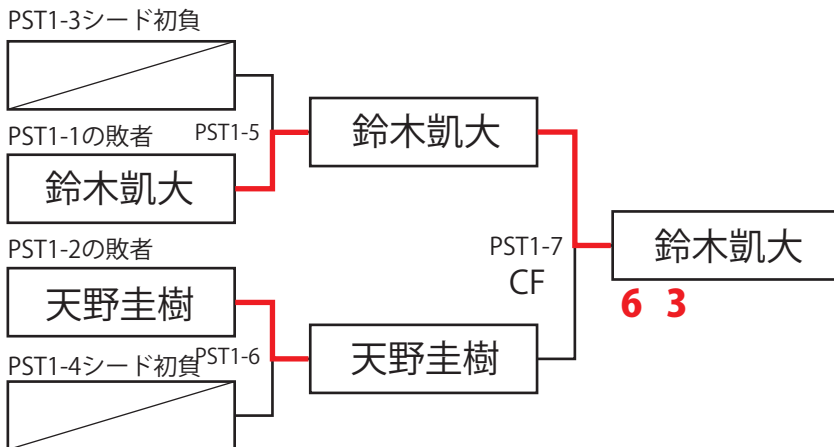 PST1-3シード初負
PST1-1の敗者
PST1-5
鈴木凱大
鈴木凱大
PST1-2の敗者
天野圭樹
PST1-4シード初負
PST1-6
天野圭樹
PST1-7
CF
鈴木凱大
6 3